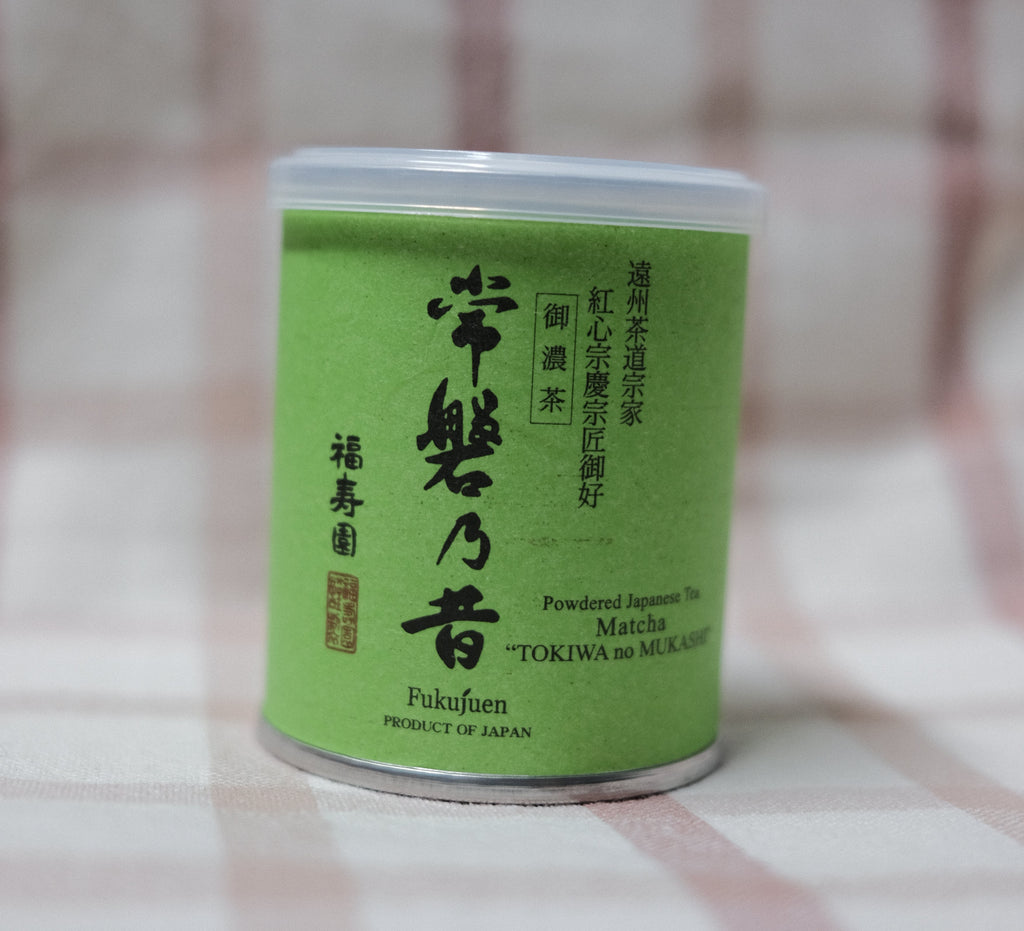 遠州茶道宗家
紅心宗慶宗匠御好
御濃茶
常磐乃昔
福寿園
Powdered Japanese Tea
Matcha
“TOKIWA no MUKASHI”
Fukujuen
PRODUCT OF JAPAN